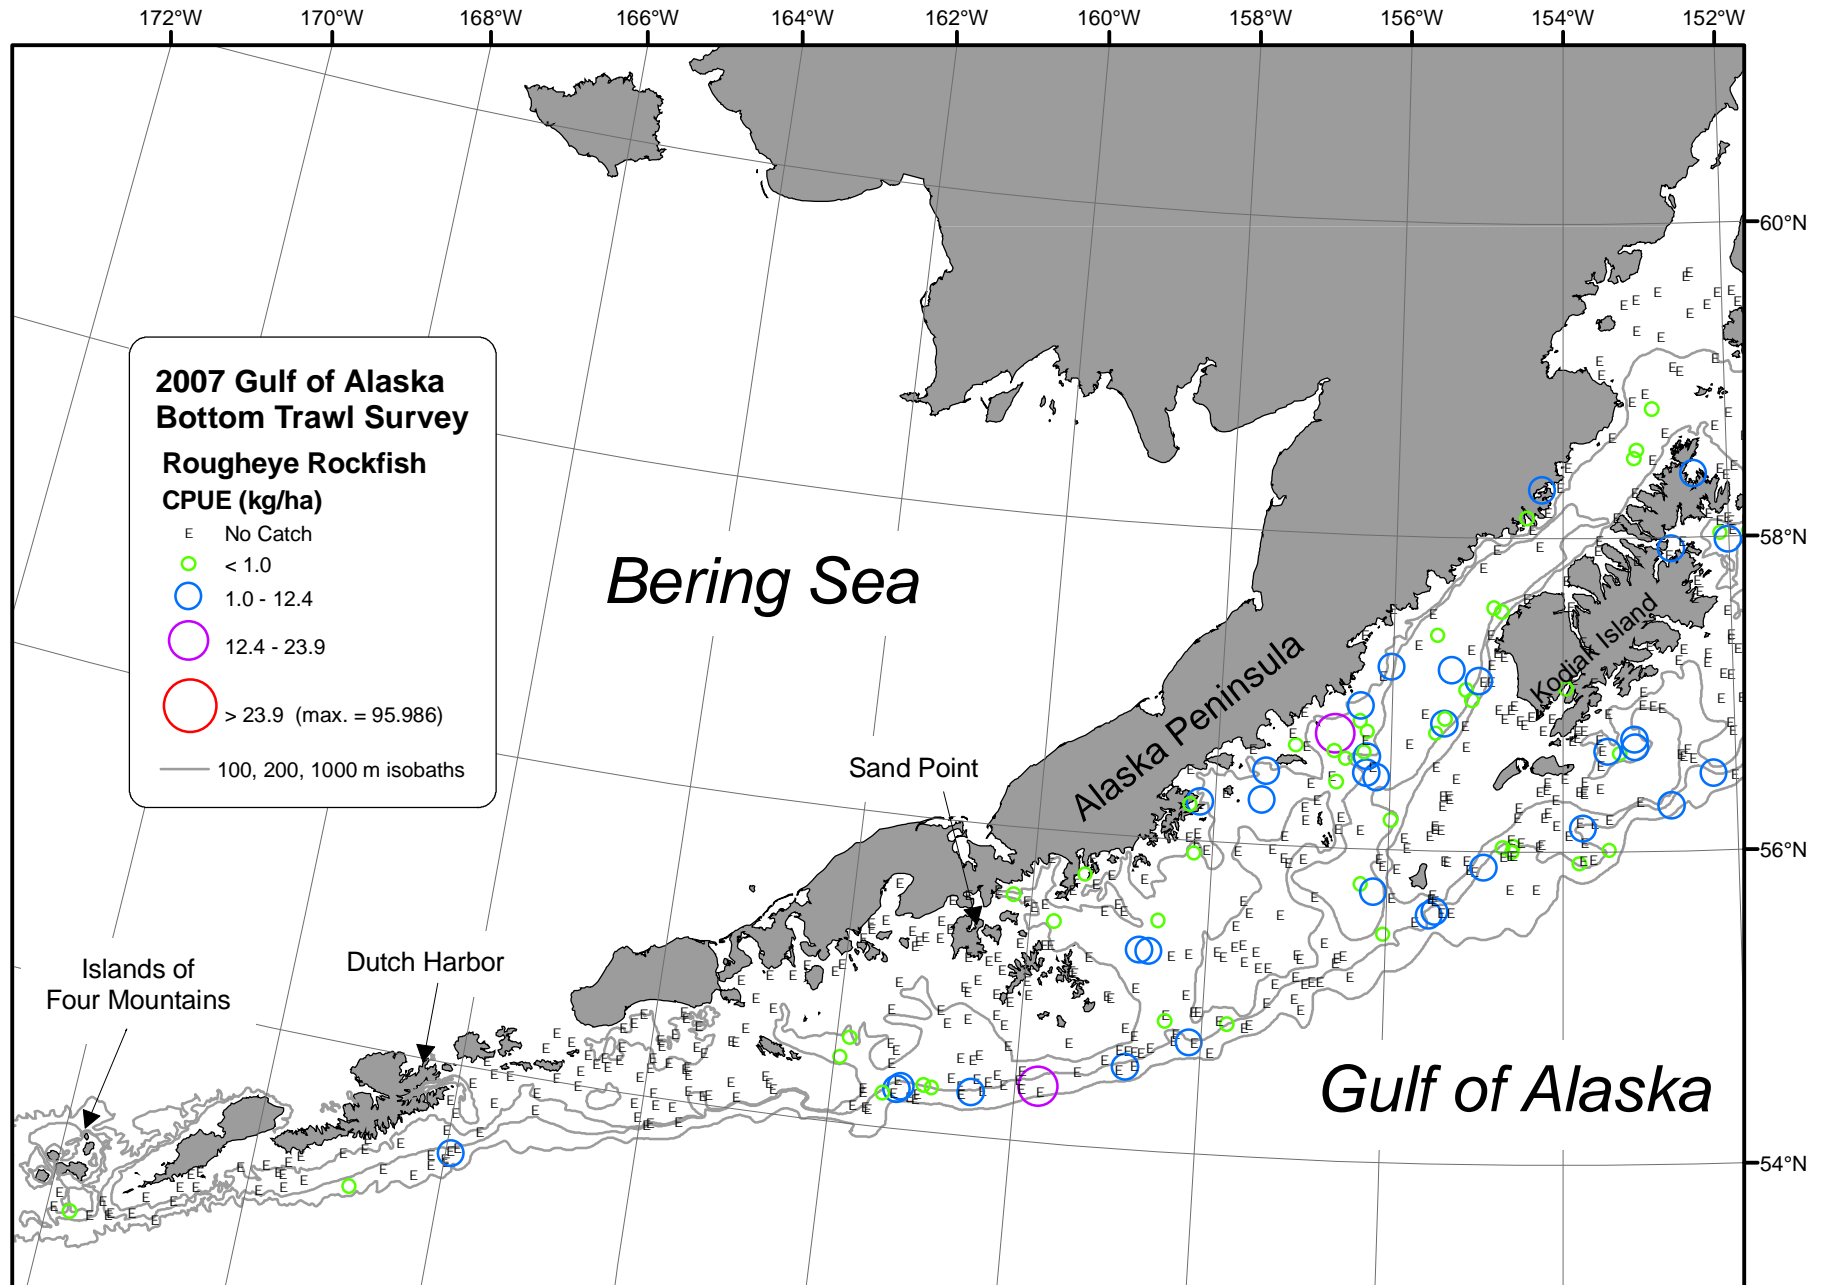 172°W 170°W 168°W 166°W 164°W 162°W 160°W 158°W 156°W 154°W 152°W
60°N
2007 Gulf of Alaska
Bottom Trawl Survey
Rougheye Rockfish
CPUE (kg/ha)
E No Catch
< 1.0
1.0 - 12.4
12.4 - 23.9
> 23.9 (max. = 95.986)
100, 200, 1000 m isobaths
Bering Sea
58°N
Kodiak Island
Alaska Peninsula
Sand Point
56°N
Dutch Harbor
Islands of
Four Mountains
Gulf of Alaska
54°N